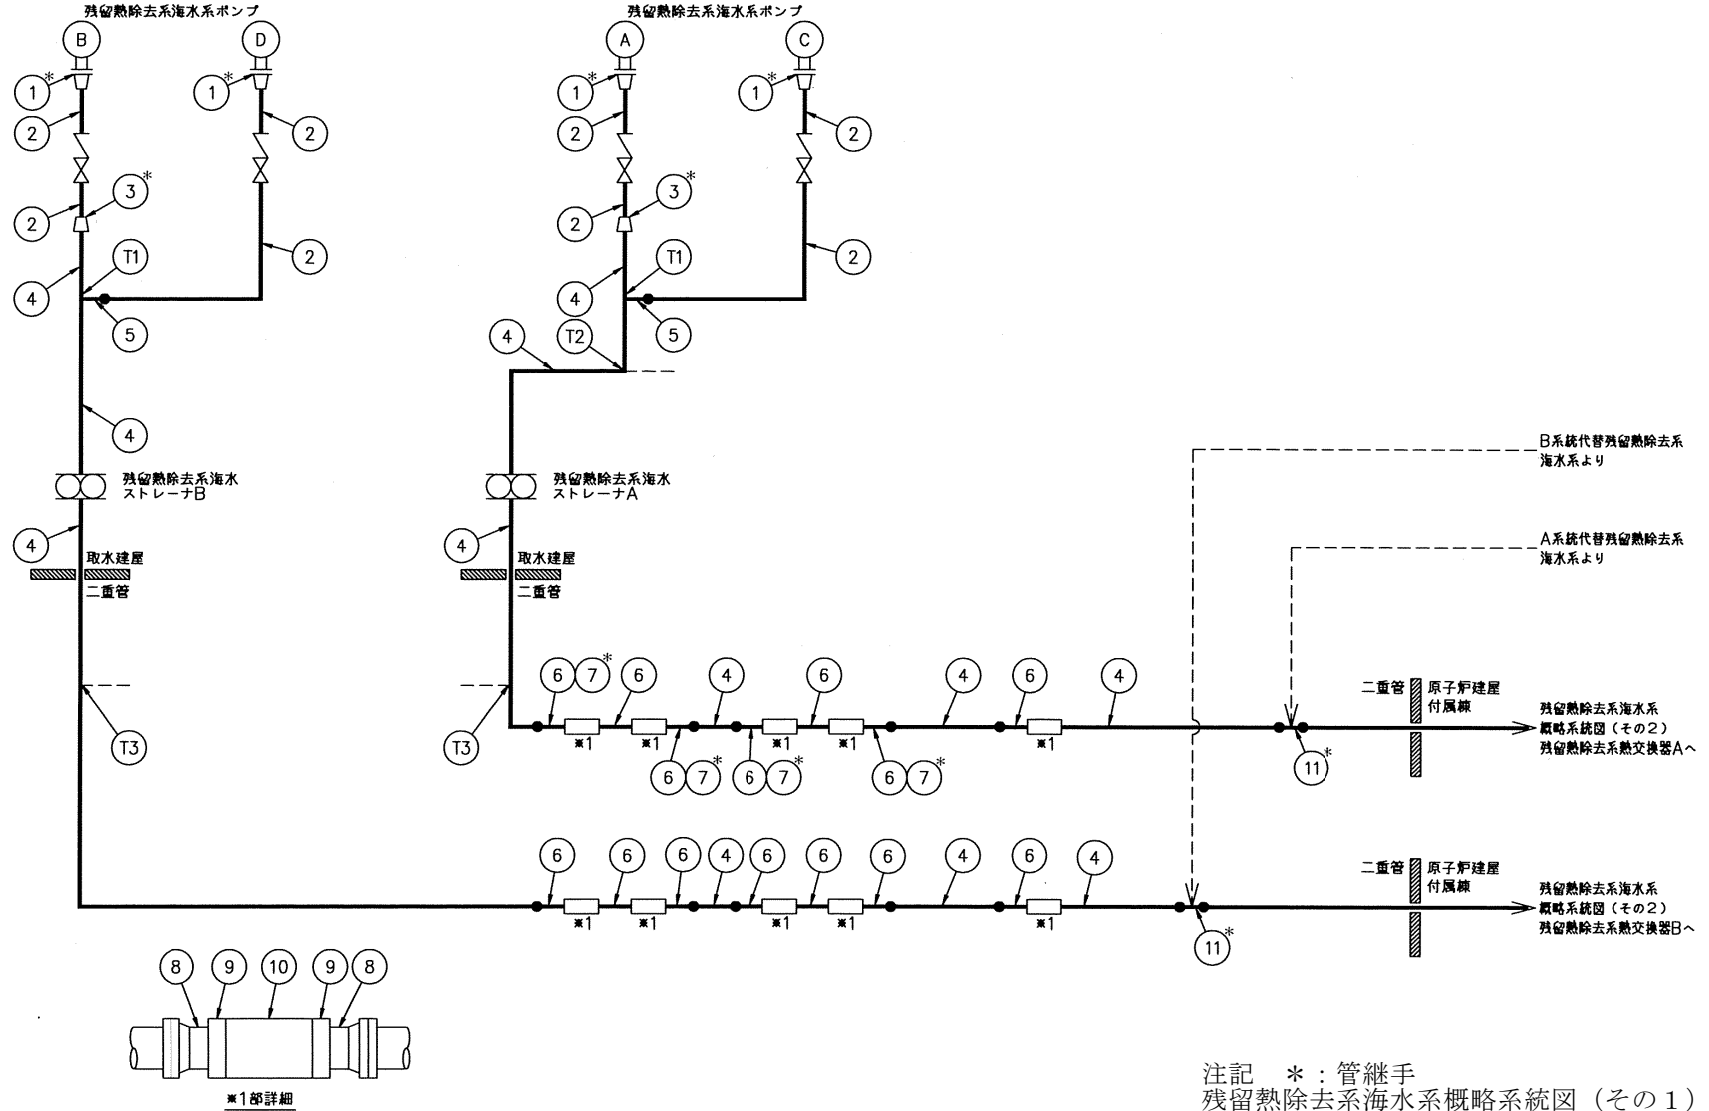 残留熱除去系海水系ポンプ
残留熱除去系海水系ポンプ
B
D
A
C
1*
1*
1*
1*
2
2
2
2
3*
3*
2
2
T1
2
T1
2
4
4
5
4
T2
5
4
残留熱除去系海水
ストレーナB
残留熱除去系海水
ストレーナA
B系統代替残留熱除去系
海水系より
A系統代替残留熱除去系
海水系より
4
取水建屋
二重管
4
取水建屋
二重管
6 7*
6
4
6
4
6
4
二重管
原子炉建屋
付属棟
残留熱除去系海水系
概略系統図(その2)
残留熱除去系熱交換器Aへ
T3
T3
※1
※1
※1
※1
※1
6 7*
6 7*
6 7*
11*
6
6
6
4
6
6
6
4
6
4
二重管
原子炉建屋
付属棟
残留熱除去系海水系
概略系統図(その2)
残留熱除去系熱交換器Bへ
※1
※1
※1
※1
※1
11*
8
9
10
9
8
※1部詳細
注記 *:管継手
残留熱除去系海水系概略系統図(その1)